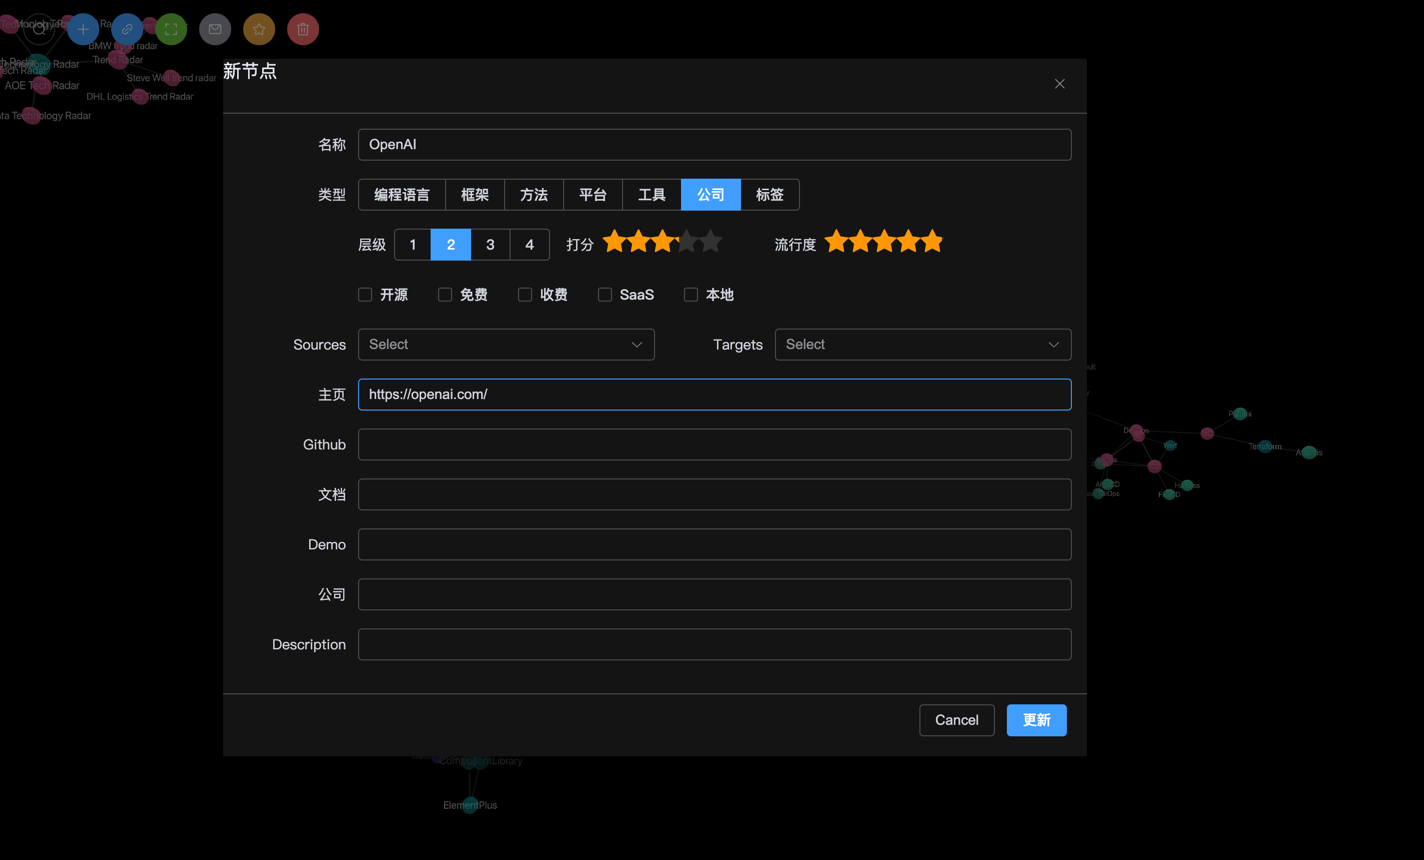 BMW trend radar
Technology Radar
Trend Radar
Tech Radar
Steve Well trend radar
AOE Tech Radar
DHL Logistics Trend Radar
ta Technology Radar
新节点
名称
OpenAI
类型
编程语言 框架 方法 平台 工具 公司 标签
层级 1 2 3 4 打分 流行度
开源 免费 收费 SaaS 本地
Sources Select Targets Select
主页 https://openai.com/
Github
文档
Demo
公司
Description
Cancel 更新
DevOps
Terraform
ComponentLibrary
ElementPlus